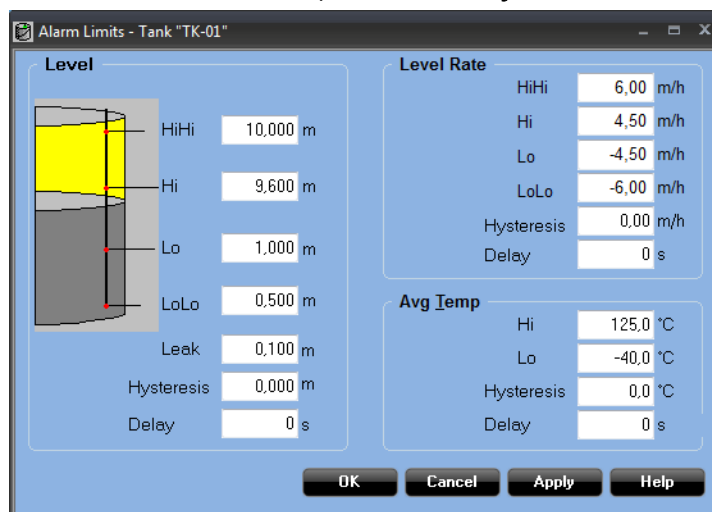 Alarm Limits - Tank "TK-01"
Level
HiHi 10,000 m
Hi 9,600 m
Lo 1,000 m
LoLo 0,500 m
Leak 0,100 m
Hysteresis 0,000 m
Delay 0 s
Level Rate
HiHi 6,00 m/h
Hi 4,50 m/h
Lo -4,50 m/h
LoLo -6,00 m/h
Hysteresis 0,00 m/h
Delay 0 s
Avg Temp
Hi 125,0 °C
Lo -40,0 °C
Hysteresis 0,0 °C
Delay 0 s
OK Cancel Apply Help